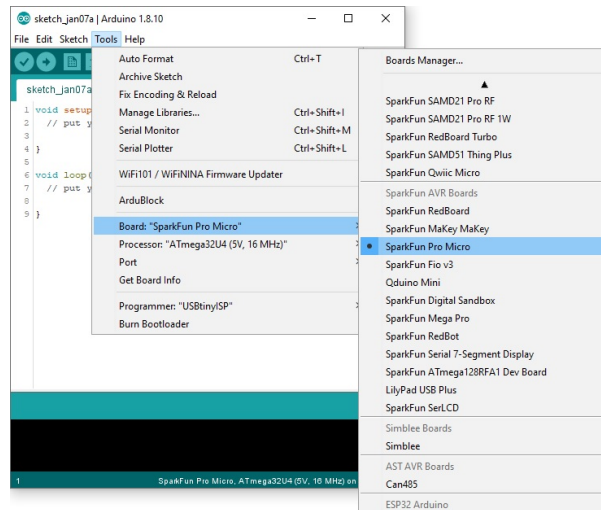 sketch_jan07a | Arduino 1.8.10
File Edit Sketch Tools Help
sketch_jan07a
1 void setup
2 // put y
3
4 }
5
6 void loop(
7 // put y
8
9 }
Auto Format Ctrl+T
Archive Sketch
Fix Encoding & Reload
Manage Libraries... Ctrl+Shift+I
Serial Monitor Ctrl+Shift+M
Serial Plotter Ctrl+Shift+L
WiFi101 / WiFiNINA Firmware Updater
ArduBlock
Board: "SparkFun Pro Micro"
Processor: "ATmega32U4 (5V, 16 MHz)"
Port
Get Board Info
Programmer: "USBtinyISP"
Burn Bootloader
Boards Manager...
SparkFun SAMD21 Pro RF
SparkFun SAMD21 Pro RF 1W
SparkFun RedBoard Turbo
SparkFun SAMD51 Thing Plus
SparkFun Qwiic Micro
SparkFun AVR Boards
SparkFun RedBoard
SparkFun MaKey MaKey
SparkFun Pro Micro
SparkFun Fio v3
Qduino Mini
SparkFun Digital Sandbox
SparkFun Mega Pro
SparkFun RedBot
SparkFun Serial 7-Segment Display
SparkFun ATmega128RFA1 Dev Board
LilyPad USB Plus
SparkFun SerLCD
Simblee Boards
Simblee
AST AVR Boards
Can485
ESP32 Arduino
1 SparkFun Pro Micro, ATmega32U4 (5V, 16 MHz) on